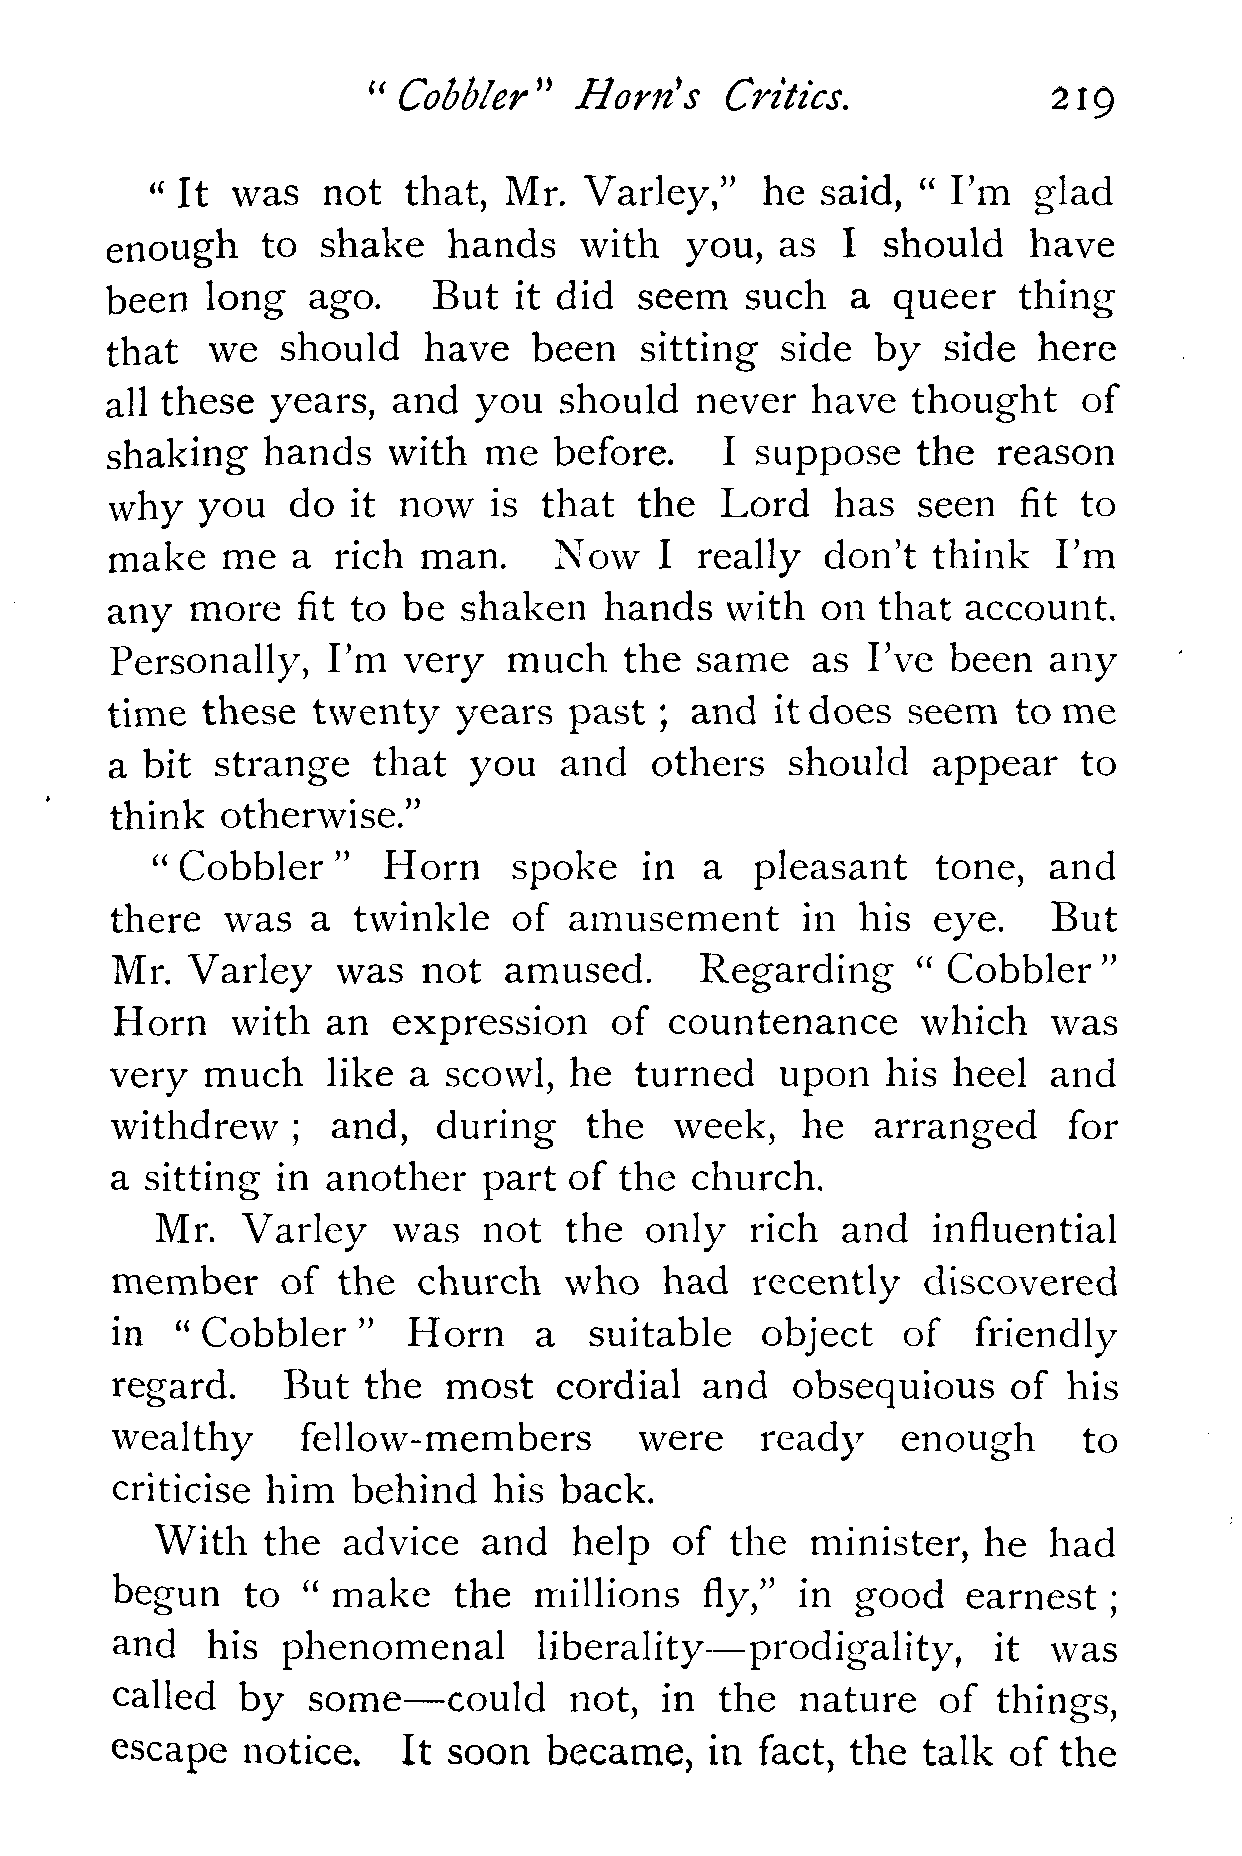 " Cobbler" Horn's Critics. 219
" It was not that, Mr. Varley," he said, " I'm glad
enough to shake hands with you, as I should have
been long ago. But it did seem such a queer thing
that we should have been sitting side by side here
all these years, and you should never have thought of
shaking hands with me before. I suppose the reason
why you do it now is that the Lord has seen fit to
make me a rich man. Now I really don't think I'm
any more fit to be shaken hands with on that account.
Personally, I'm very much the same as I've been any
time these twenty years past ; and it does seem to me
a bit strange that you and others should appear to
think otherwise."
" Cobbler " Horn spoke in a pleasant tone, and
there was a twinkle of amusement in his eye. But
Mr. Varley was not amused. Regarding " Cobbler "
Horn with an expression of countenance which was
very much like a scowl, he turned upon his heel and
withdrew ; and, during the week, he arranged for
a sitting in another part of the church.
Mr. Varley was not the only rich and influential
member of the church who had recently discovered
in " Cobbler " Horn a suitable object of friendly
regard. But the most cordial and obsequious of his
wealthy fellow-members were ready enough to
criticise him behind his back.
With the advice and help of the minister, he had
begun to " make the millions fly," in good earnest ;
and his phenomenal liberality—prodigality, it was
called by some—could not, in the nature of things,
escape notice. It soon became, in fact, the talk of the